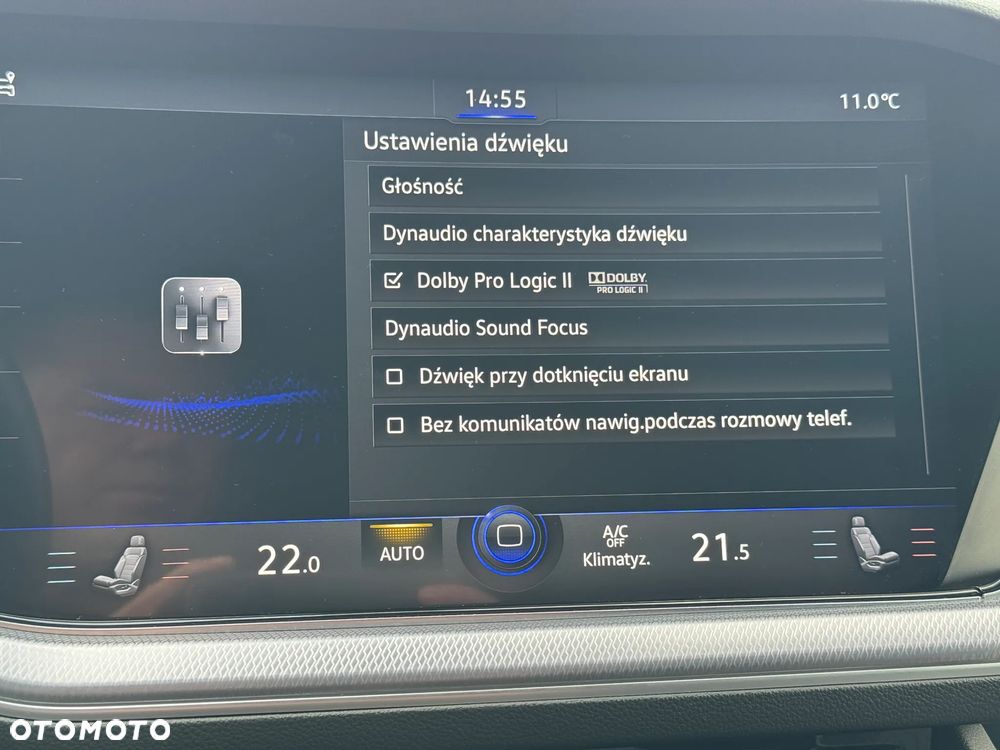 14:55
11.0°C
Ustawienia dźwięku
Głośność
Dynaudio charakterystyka dźwięku
Dolby Pro Logic II DOLBY
PRO LOGIC II
Dynaudio Sound Focus
Dźwięk przy dotknięciu ekranu
Bez komunikatów nawig.podczas rozmowy telef.
22.0
AUTO
A/C
OFF
Klimatyz.
21.5
OTOMOTO